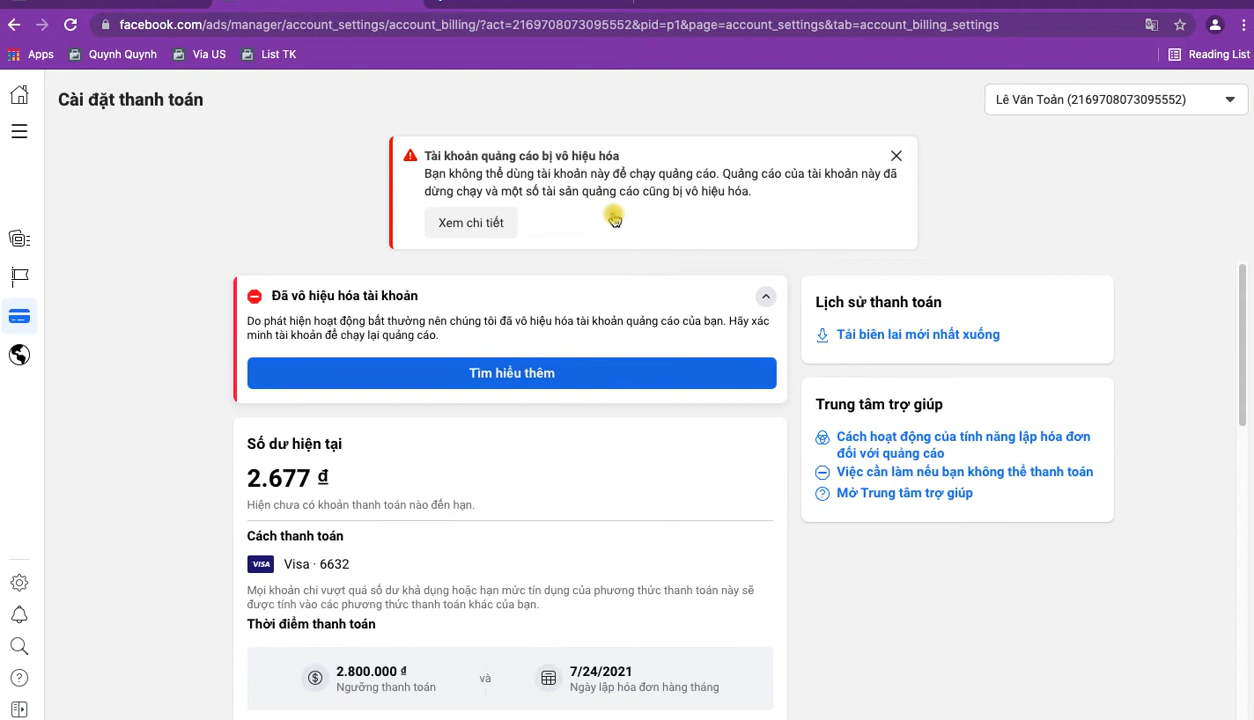 facebook.com/ads/manager/account_settings/account_billing/?act=2169708073095552&pid=p1&page=account_settings&tab=account_billing_settings
Apps
Quynh Quynh
Via US
List TK
Reading List
Cài đặt thanh toán
Lê Văn Toản (2169708073095552)
Tài khoản quảng cáo bị vô hiệu hóa
Bạn không thể dùng tài khoản này để chạy quảng cáo. Quảng cáo của tài khoản này đã
dừng chạy và một số tài sản quảng cáo cũng bị vô hiệu hóa.
Xem chi tiết
Đã vô hiệu hóa tài khoản
Do phát hiện hoạt động bất thường nên chúng tôi đã vô hiệu hóa tài khoản quảng cáo của bạn. Hãy xác
minh tài khoản để chạy lại quảng cáo.
Tìm hiểu thêm
Số dư hiện tại
2.677 ₫
Hiện chưa có khoản thanh toán nào đến hạn.
Cách thanh toán
VISA Visa · 6632
Mọi khoản chi vượt quá số dư khả dụng hoặc hạn mức tín dụng của phương thức thanh toán này sẽ
được tính vào các phương thức thanh toán khác của bạn.
Thời điểm thanh toán
2.800.000 ₫
Ngưỡng thanh toán
và
7/24/2021
Ngày lập hóa đơn hàng tháng
Lịch sử thanh toán
Tải biên lai mới nhất xuống
Trung tâm trợ giúp
Cách hoạt động của tính năng lập hóa đơn
đối với quảng cáo
Việc cần làm nếu bạn không thể thanh toán
Mở Trung tâm trợ giúp